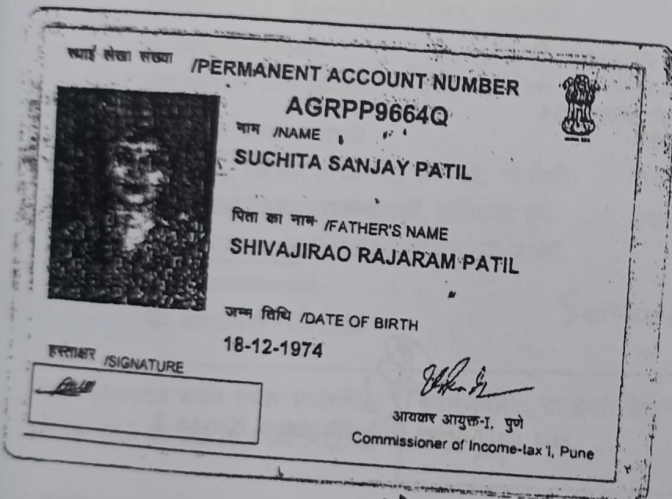 स्थाई लेखा संख्या /PERMANENT ACCOUNT NUMBER
AGRPP9664Q
नाम /NAME
SUCHITA SANJAY PATIL
पिता का नाम /FATHER'S NAME
SHIVAJIRAO RAJARAM PATIL
जन्म तिथि /DATE OF BIRTH
18-12-1974
हस्ताक्षर /SIGNATURE
आयकर आयुक्त-I, पुणे
Commissioner of Income-tax I, Pune